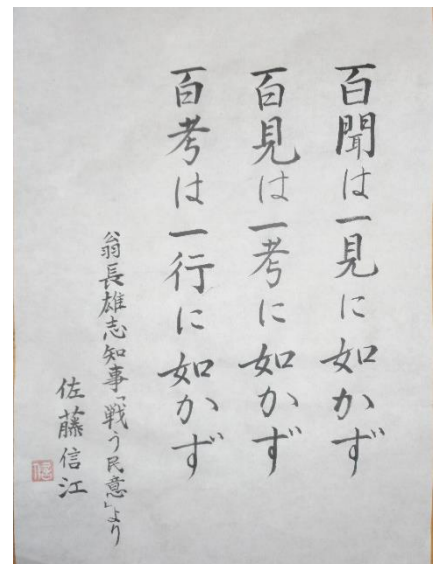 百聞は一見に如かず
百見は一考に如かず
百考は一行に如かず
翁長雄志知事「戦う民意」より
佐藤信江
信